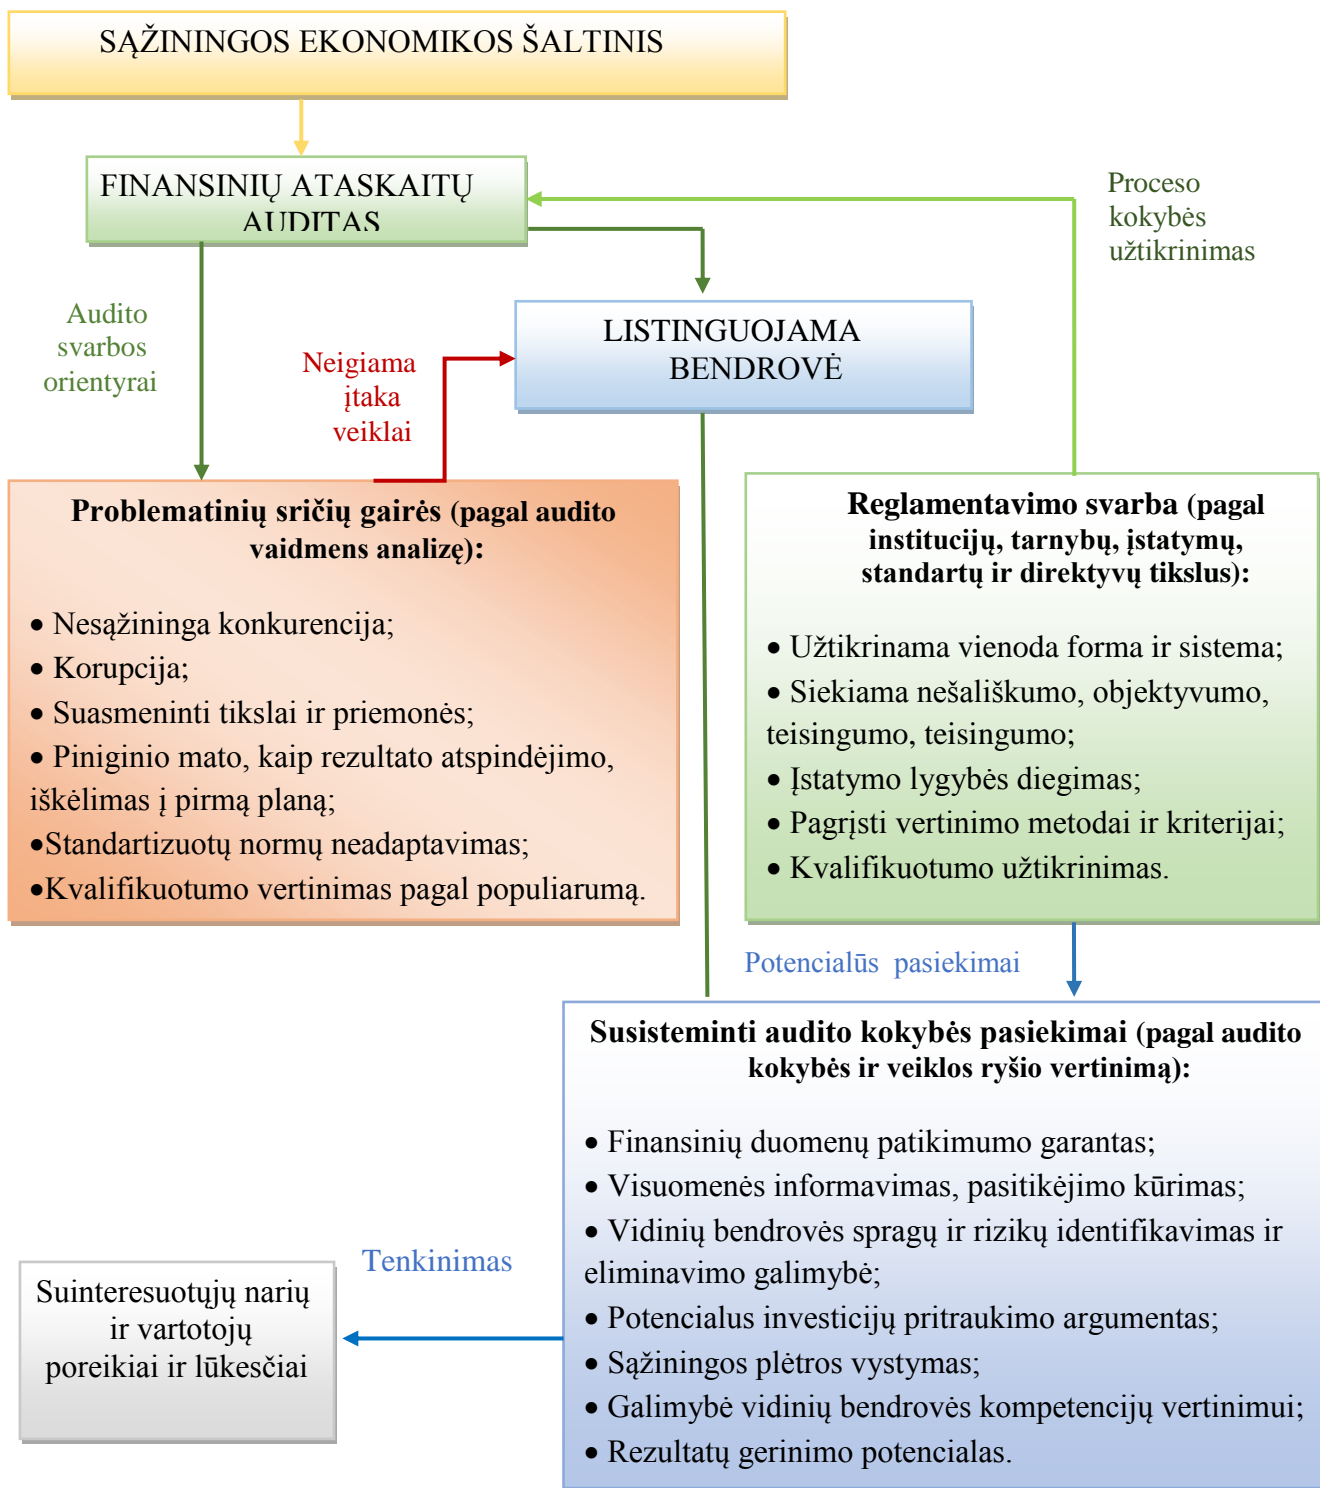 SĄŽININGOS EKONOMIKOS ŠALTINIS
FINANSINIŲ ATASKAITŲ
AUDITAS
Proceso
kokybės
užtikrinimas
Audito
svarbos
orientyrai
Neigiama
įtaka
veiklai
LISTINGUOJAMA
BENDROVĖ
Problematinių sričių gairės (pagal audito
vaidmens analizę):
• Nesąžininga konkurencija;
• Korupcija;
• Suasmeninti tikslai ir priemonės;
• Piniginio mato, kaip rezultato atspindėjimo,
iškėlimas į pirmą planą;
•Standartizuotų normų neadaptavimas;
•Kvalifikuotumo vertinimas pagal populiarumą.
Reglamentavimo svarba (pagal
institucijų, tarnybų, įstatymų,
standartų ir direktyvų tikslus):
• Užtikrinama vienoda forma ir sistema;
• Siekiama nešališkumo, objektyvumo,
teisingumo, teisingumo;
• Įstatymo lygybės diegimas;
• Pagrįsti vertinimo metodai ir kriterijai;
• Kvalifikuotumo užtikrinimas.
Potencialūs pasiekimai
Susisteminti audito kokybės pasiekimai (pagal audito
kokybės ir veiklos ryšio vertinimą):
• Finansinių duomenų patikimumo garantas;
• Visuomenės informavimas, pasitikėjimo kūrimas;
• Vidinių bendrovės spragų ir rizikų identifikavimas ir
eliminavimo galimybė;
• Potencialus investicijų pritraukimo argumentas;
• Sąžiningos plėtros vystymas;
• Galimybė vidinių bendrovės kompetencijų vertinimui;
• Rezultatų gerinimo potencialas.
Tenkinimas
Suinteresuotųjų narių
ir vartotojų
poreikiai ir lūkesčiai